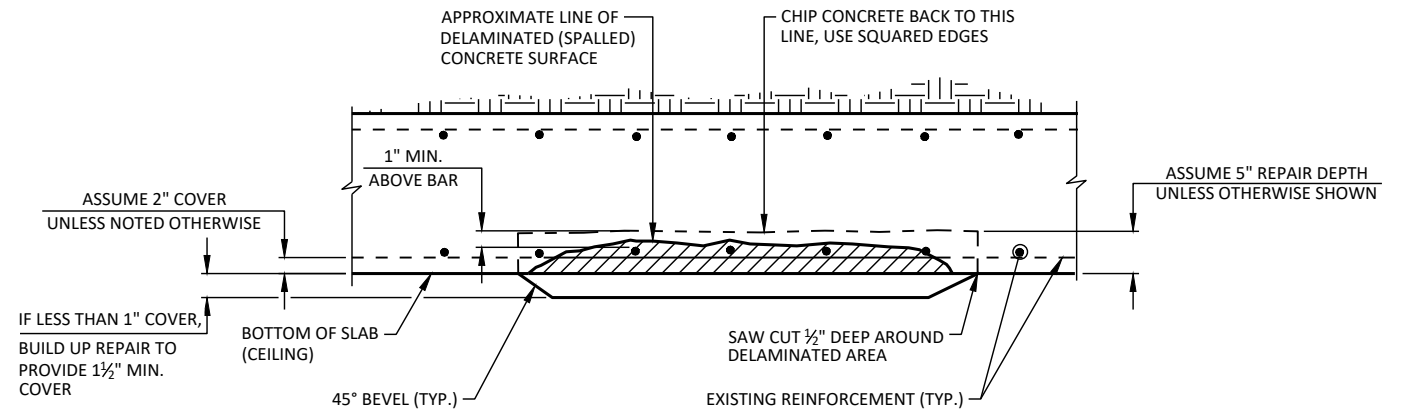 APPROXIMATE LINE OF
DELAMINATED (SPALLED)
CONCRETE SURFACE
CHIP CONCRETE BACK TO THIS
LINE, USE SQUARED EDGES
1" MIN.
ABOVE BAR
ASSUME 2" COVER
UNLESS NOTED OTHERWISE
ASSUME 5" REPAIR DEPTH
UNLESS OTHERWISE SHOWN
IF LESS THAN 1" COVER,
BUILD UP REPAIR TO
PROVIDE 1½" MIN.
COVER
BOTTOM OF SLAB
(CEILING)
45° BEVEL (TYP.)
SAW CUT ½" DEEP AROUND
DELAMINATED AREA
EXISTING REINFORCEMENT (TYP.)